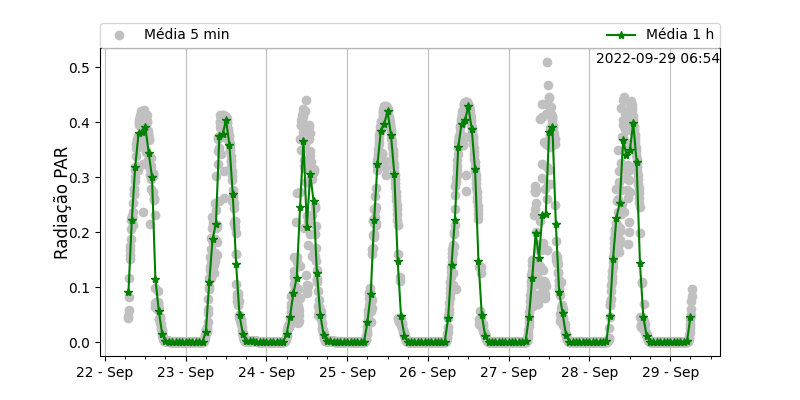 Média 5 min
Média 1 h
2022-09-29 06:54
Radiação PAR
0.5
0.4
0.3
0.2
0.1
0.0
22 - Sep
23 - Sep
24 - Sep
25 - Sep
26 - Sep
27 - Sep
28 - Sep
29 - Sep